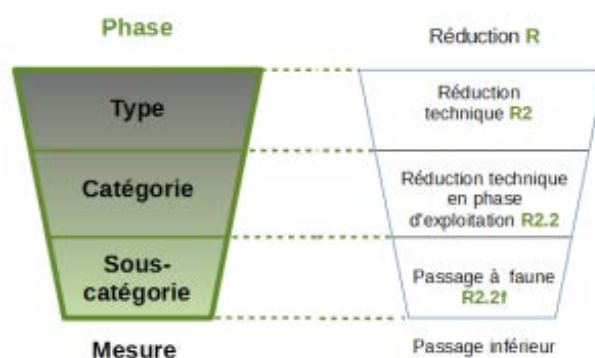 Phase
Réduction R
Type
Réduction
technique R2
Catégorie
Réduction technique
en phase
d'exploitation R2.2
Sous-
catégorie
Passage à faune
R2.2f
Mesure
Passage inférieur